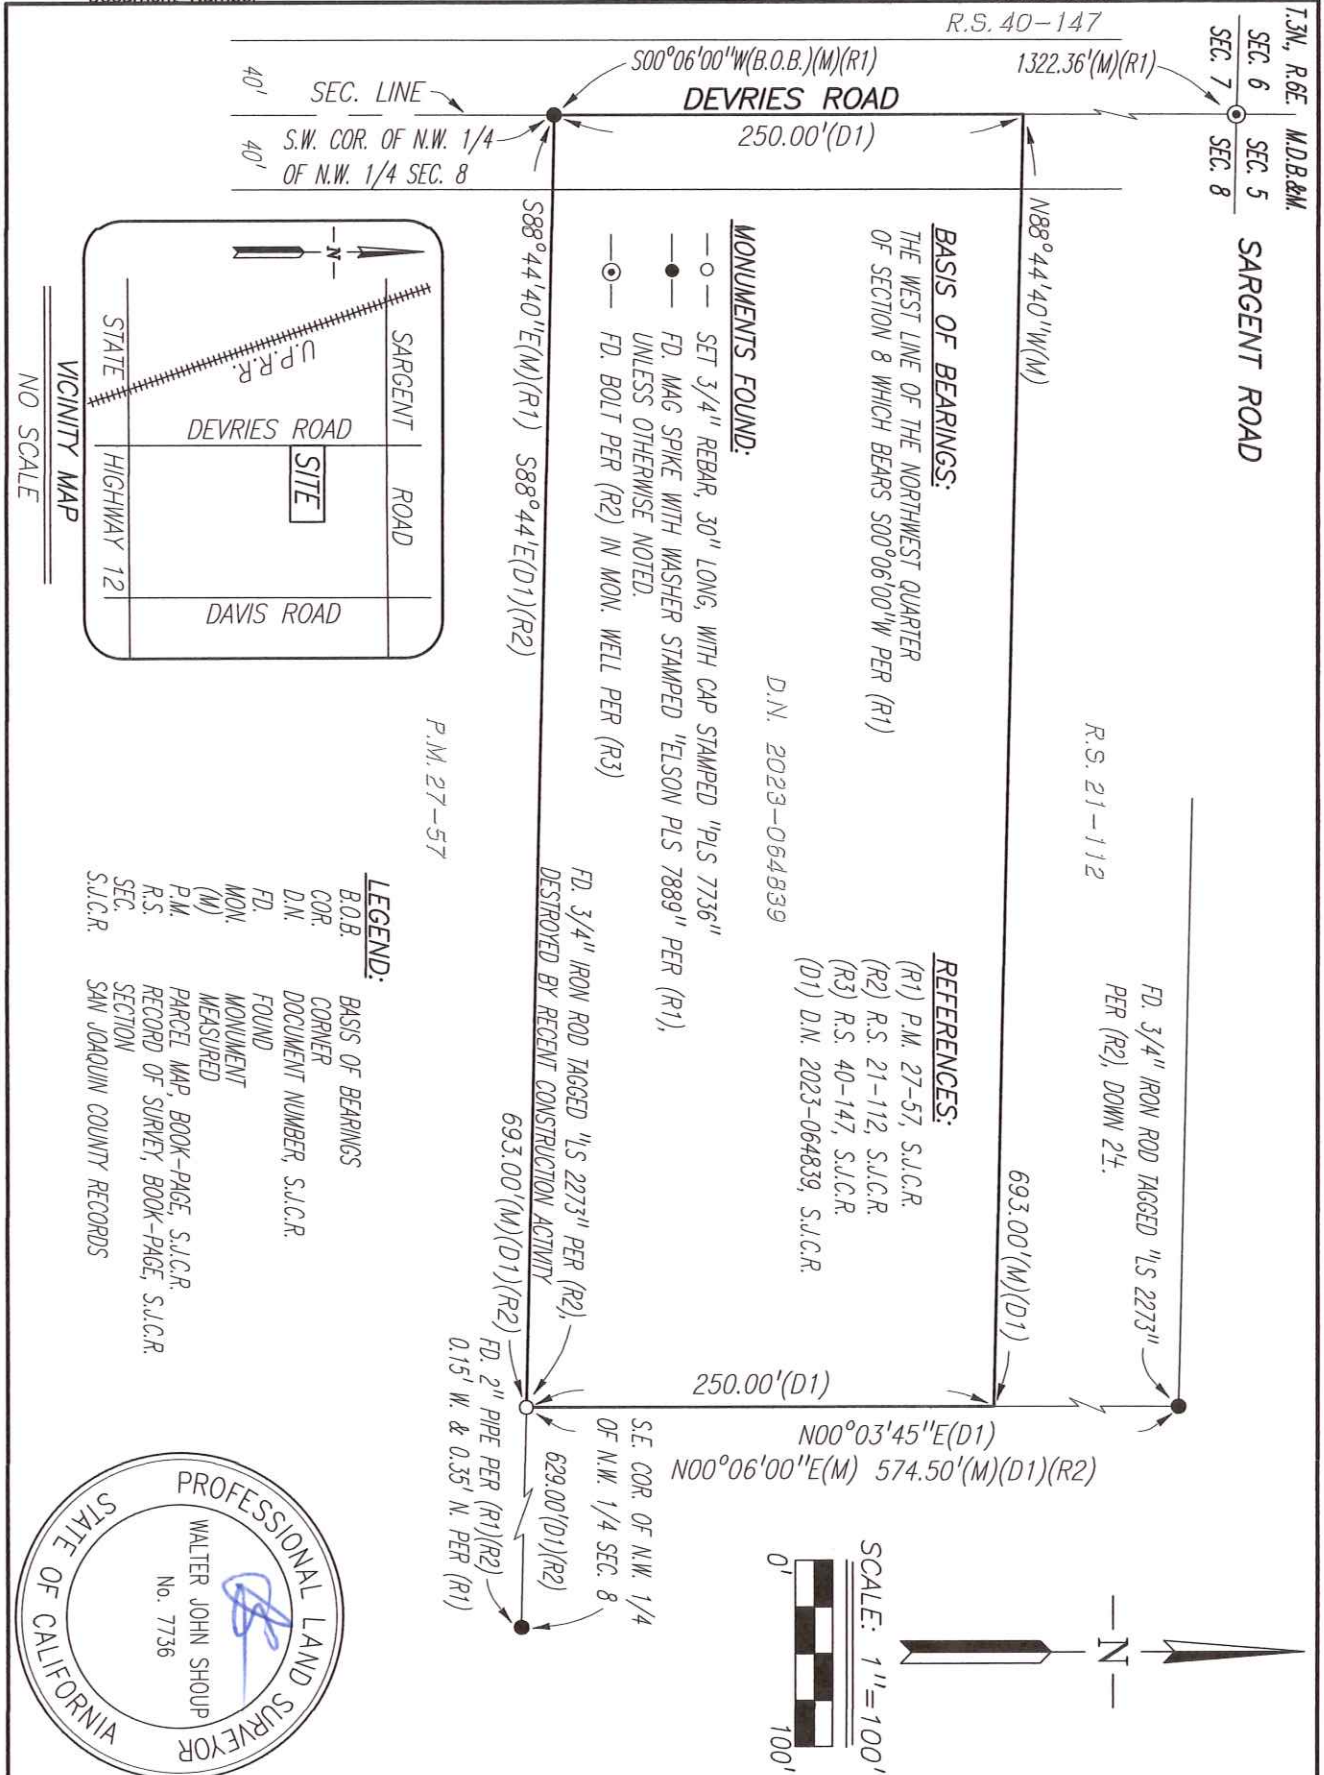 T.3N., R.6E. M.D.B.&M.
SEC. 6 SEC. 5
SEC. 7 SEC. 8
SARGENT ROAD
R.S. 40-147
1322.36'(M)(R1)
S00°06'00"W(B.O.B.)(M)(R1)
DEVRIES ROAD
250.00'(D1)
SEC. LINE
40'
40'
S.W. COR. OF N.W. 1/4
OF N.W. 1/4 SEC. 8
N88°44'40"W(M)
693.00'(M)(D1)
R.S. 21-112
FD. 3/4" IRON ROD TAGGED "LS 2273"
PER (R2), DOWN 2'±.
BASIS OF BEARINGS:
THE WEST LINE OF THE NORTHWEST QUARTER
OF SECTION 8 WHICH BEARS S00°06'00"W PER (R1)
REFERENCES:
(R1) P.M. 27-57, S.J.C.R.
(R2) R.S. 21-112, S.J.C.R.
(R3) R.S. 40-147, S.J.C.R.
(D1) D.N. 2023-064839, S.J.C.R.
D.N. 2023-064839
MONUMENTS FOUND:
SET 3/4" REBAR, 30" LONG, WITH CAP STAMPED "PLS 7736"
FD. MAG SPIKE WITH WASHER STAMPED "ELSON PLS 7889" PER (R1),
UNLESS OTHERWISE NOTED.
FD. BOLT PER (R2) IN MON. WELL PER (R3)
250.00'(D1)
N00°03'45"E(D1)
N00°06'00"E(M) 574.50'(M)(D1)(R2)
S.E. COR. OF N.W. 1/4
OF N.W. 1/4 SEC. 8
629.00'(D1)(R2)
FD. 3/4" IRON ROD TAGGED "LS 2273" PER (R2),
DESTROYED BY RECENT CONSTRUCTION ACTIVITY
693.00'(M)(D1)(R2)
S88°44'40"E(M)(R1) S88°44'E(D1)(R2)
FD. 2" PIPE PER (R1)(R2)
0.15' W. & 0.35' N. PER (R1)
P.M. 27-57
SCALE: 1"=100'
0' 100'
N
N
SARGENT ROAD
U.P.R.R.
DEVRIES ROAD
SITE
DAVIS ROAD
STATE HIGHWAY 12
VICINITY MAP
NO SCALE
LEGEND:
B.O.B. BASIS OF BEARINGS
COR. CORNER
D.N. DOCUMENT NUMBER, S.J.C.R.
FD. FOUND
MON. MONUMENT
(M) MEASURED
P.M. PARCEL MAP, BOOK-PAGE, S.J.C.R.
R.S. RECORD OF SURVEY, BOOK-PAGE, S.J.C.R.
SEC. SECTION
S.J.C.R. SAN JOAQUIN COUNTY RECORDS
PROFESSIONAL LAND SURVEYOR
WALTER JOHN SHOUP
No. 7736
STATE OF CALIFORNIA